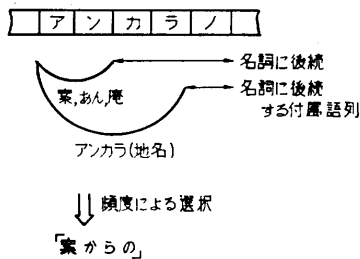 アンカラノ
名詞に後続
名詞に後続
する付属語列
案,あん,庵
アンカラ(地名)
頻度による選択
「案からの」